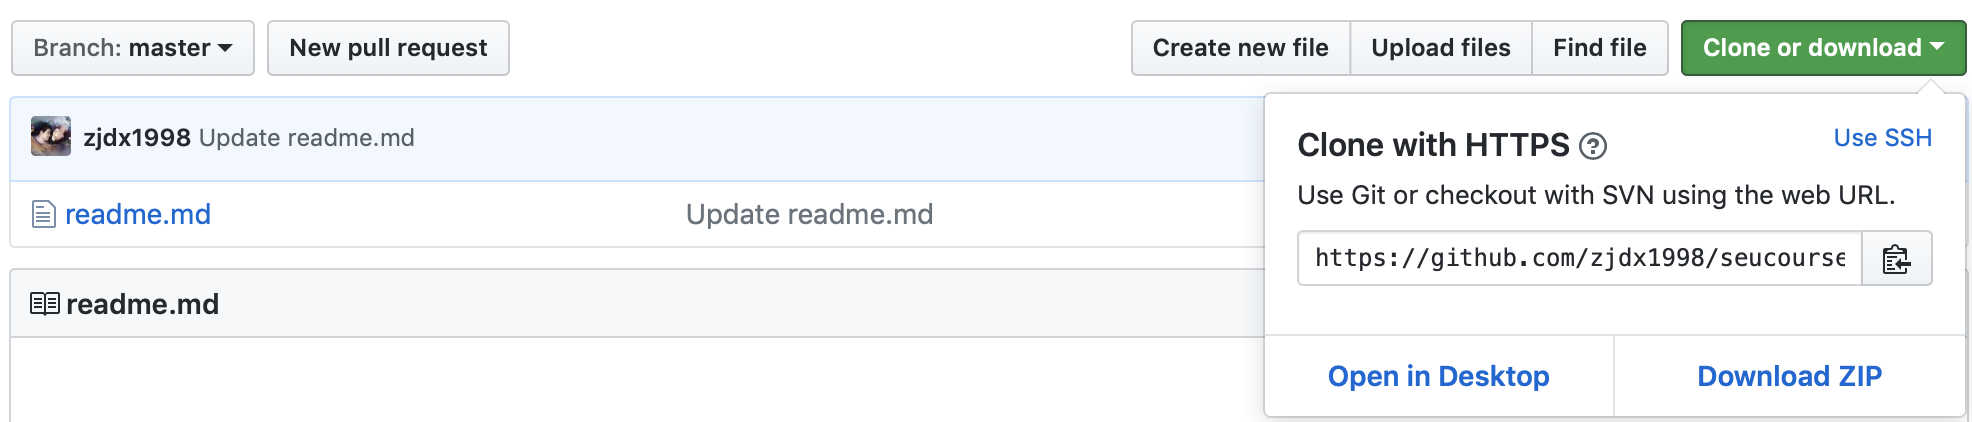 Branch: master
New pull request
Create new file
Upload files
Find file
Clone or download
zjdx1998 Update readme.md
readme.md
Update readme.md
readme.md
Clone with HTTPS
Use SSH
Use Git or checkout with SVN using the web URL.
https://github.com/zjdx1998/seucourse
Open in Desktop
Download ZIP